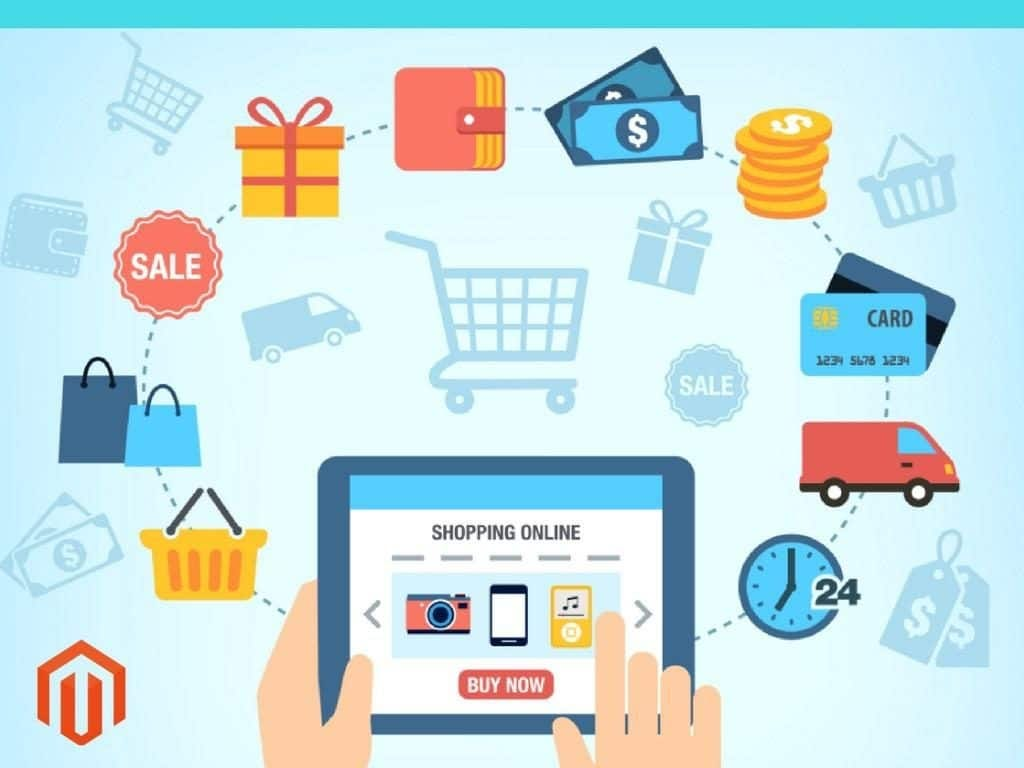 $
$
SALE
CARD
1234 5678 1234
SALE
$
SHOPPING ONLINE
24
$
$
BUY NOW